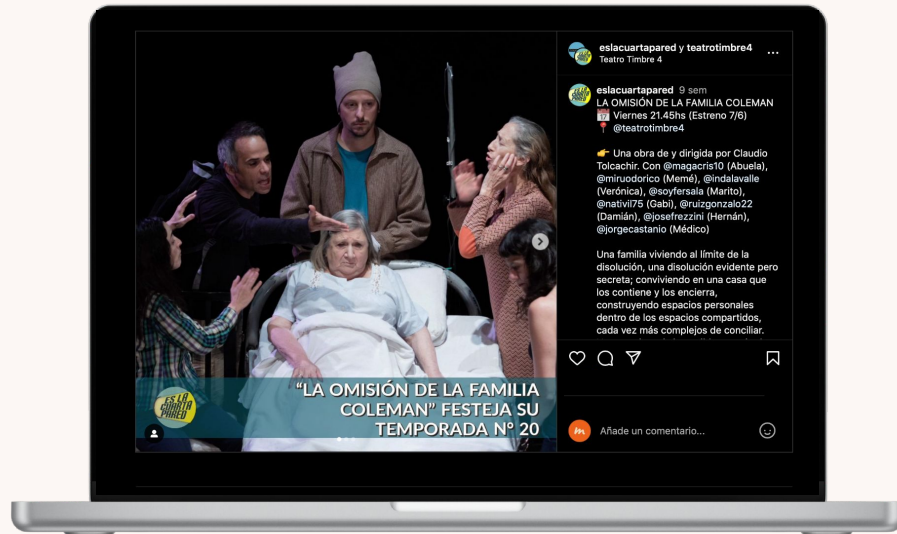 eslacuartapared y teatrotimbre4
Teatro Timbre 4
eslacuartapared 9 sem
LA OMISIÓN DE LA FAMILIA COLEMAN
📅 Viernes 21.45hs (Estreno 7/6)
📍 @teatrotimbre4
👉 Una obra de y dirigida por Claudio
Tolcachir. Con @magacris10 (Abuela),
@miruodorico (Memé), @indalavalle
(Verónica), @soyfersala (Marito),
@nativil75 (Gabi), @ruizgonzalo22
(Damián), @josefrezzini (Hernán),
@jorgecastanio (Médico)
Una familia viviendo al límite de la
disolución, una disolución evidente pero
secreta; conviviendo en una casa que
los contiene y los encierra,
construyendo espacios personales
dentro de los espacios compartidos,
cada vez más complejos de conciliar.
ES LA
CUARTA
PARED
“LA OMISIÓN DE LA FAMILIA
COLEMAN” FESTEJA SU
TEMPORADA N° 20
m
Añade un comentario...